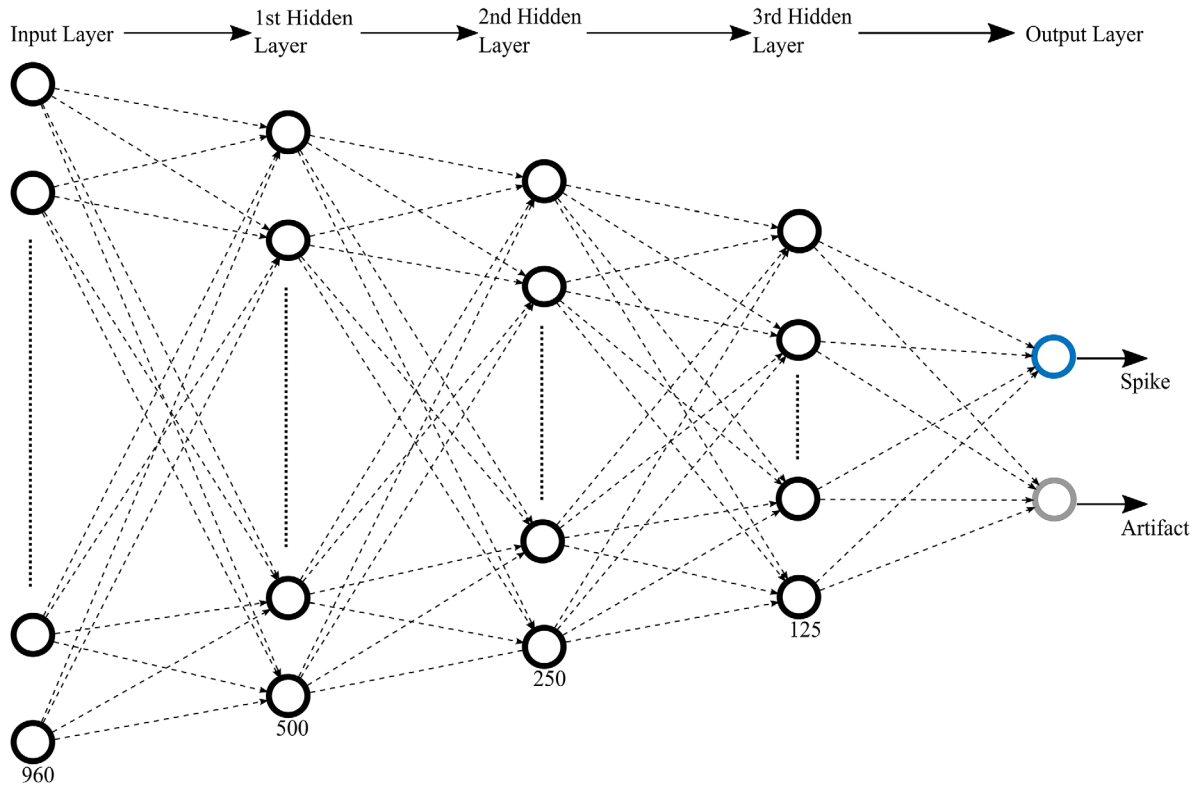 Input Layer
1st Hidden
Layer
2nd Hidden
Layer
3rd Hidden
Layer
Output Layer
Spike
Artifact
125
250
500
960